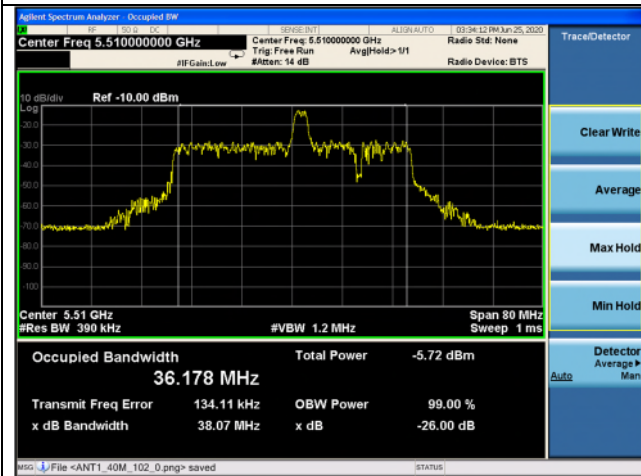 Agilent Spectrum Analyzer - Occupied BW
RF 50 Ω DC SENSE:INT ALIGN AUTO 03:34:12 PM Jun 25, 2020
Center Freq 5.510000000 GHz Center Freq: 5.510000000 GHz Radio Std: None Trace/Detector
Trig: Free Run Avg|Hold:>1/1
#IFGain:Low #Atten: 14 dB Radio Device: BTS
10 dB/div Ref -10.00 dBm
Log
-20.0
-30.0
-40.0
-50.0
-60.0
-70.0
-80.0
-90.0
-100
Clear Write
Average
Max Hold
Min Hold
Center 5.51 GHz Span 80 MHz
#Res BW 390 kHz #VBW 1.2 MHz Sweep 1 ms
Occupied Bandwidth Total Power -5.72 dBm
36.178 MHz
Transmit Freq Error 134.11 kHz OBW Power 99.00 %
x dB Bandwidth 38.07 MHz x dB -26.00 dB
Detector
Average▶
Auto Man
MSG File <ANT1_40M_102_0.png> saved STATUS